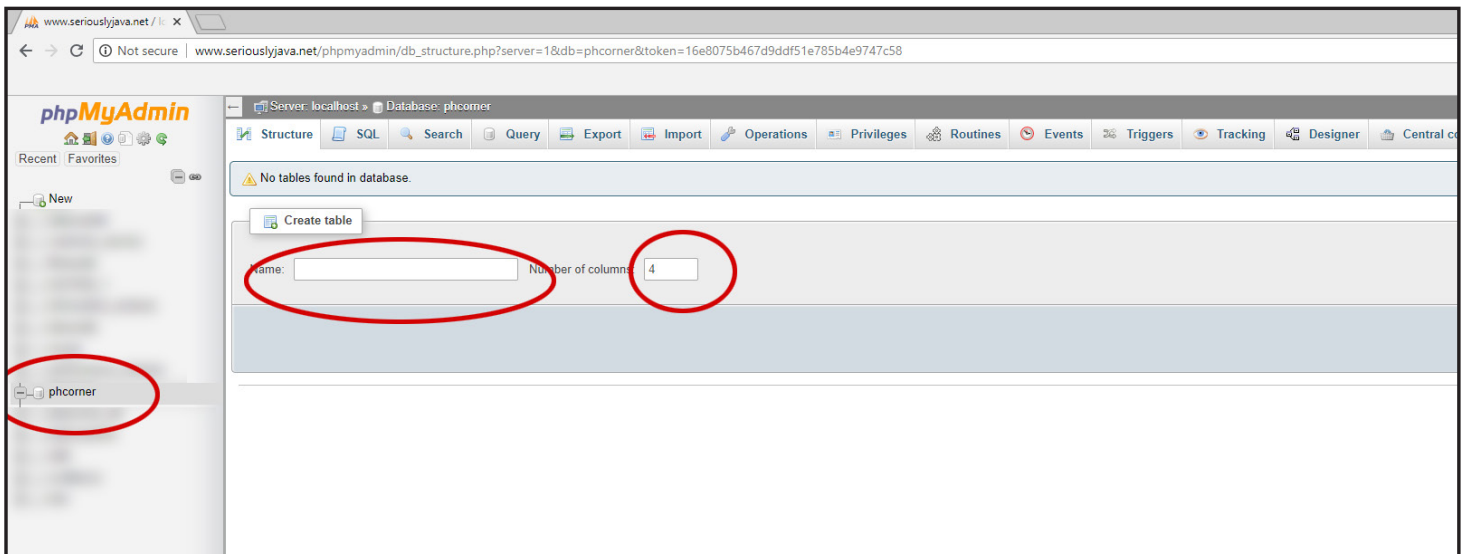 www.seriouslyjava.net / lo
Not secure | www.seriouslyjava.net/phpmyadmin/db_structure.php?server=1&db=phcorner&token=16e8075b467d9ddf51e785b4e9747c58
phpMyAdmin
Recent Favorites
New
phcorner
Server: localhost » Database: phcorner
Structure SQL Search Query Export Import Operations Privileges Routines Events Triggers Tracking Designer Central
No tables found in database.
Create table
Name: Number of columns: 4